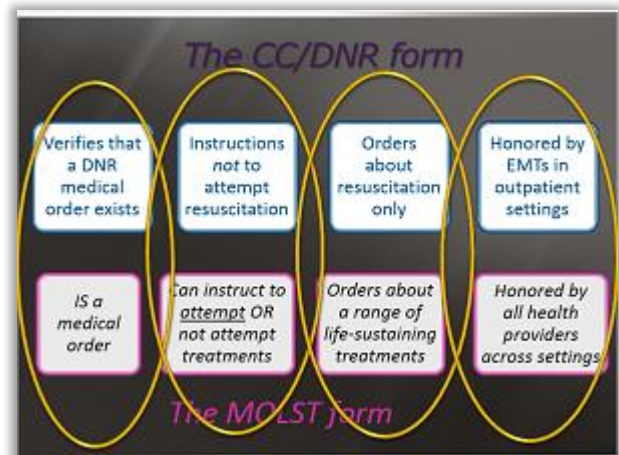 The CC/DNR form
Verifies that
a DNR
medical
order exists
Instructions
not to
attempt
resuscitation
Orders
about
resuscitation
only
Honored by
EMTs in
outpatient
settings
IS a
medical
order
Can instruct to
attempt OR
not attempt
treatments
Orders about
a range of
life-sustaining
treatments
Honored by
all health
providers
across settings
The MOLST form